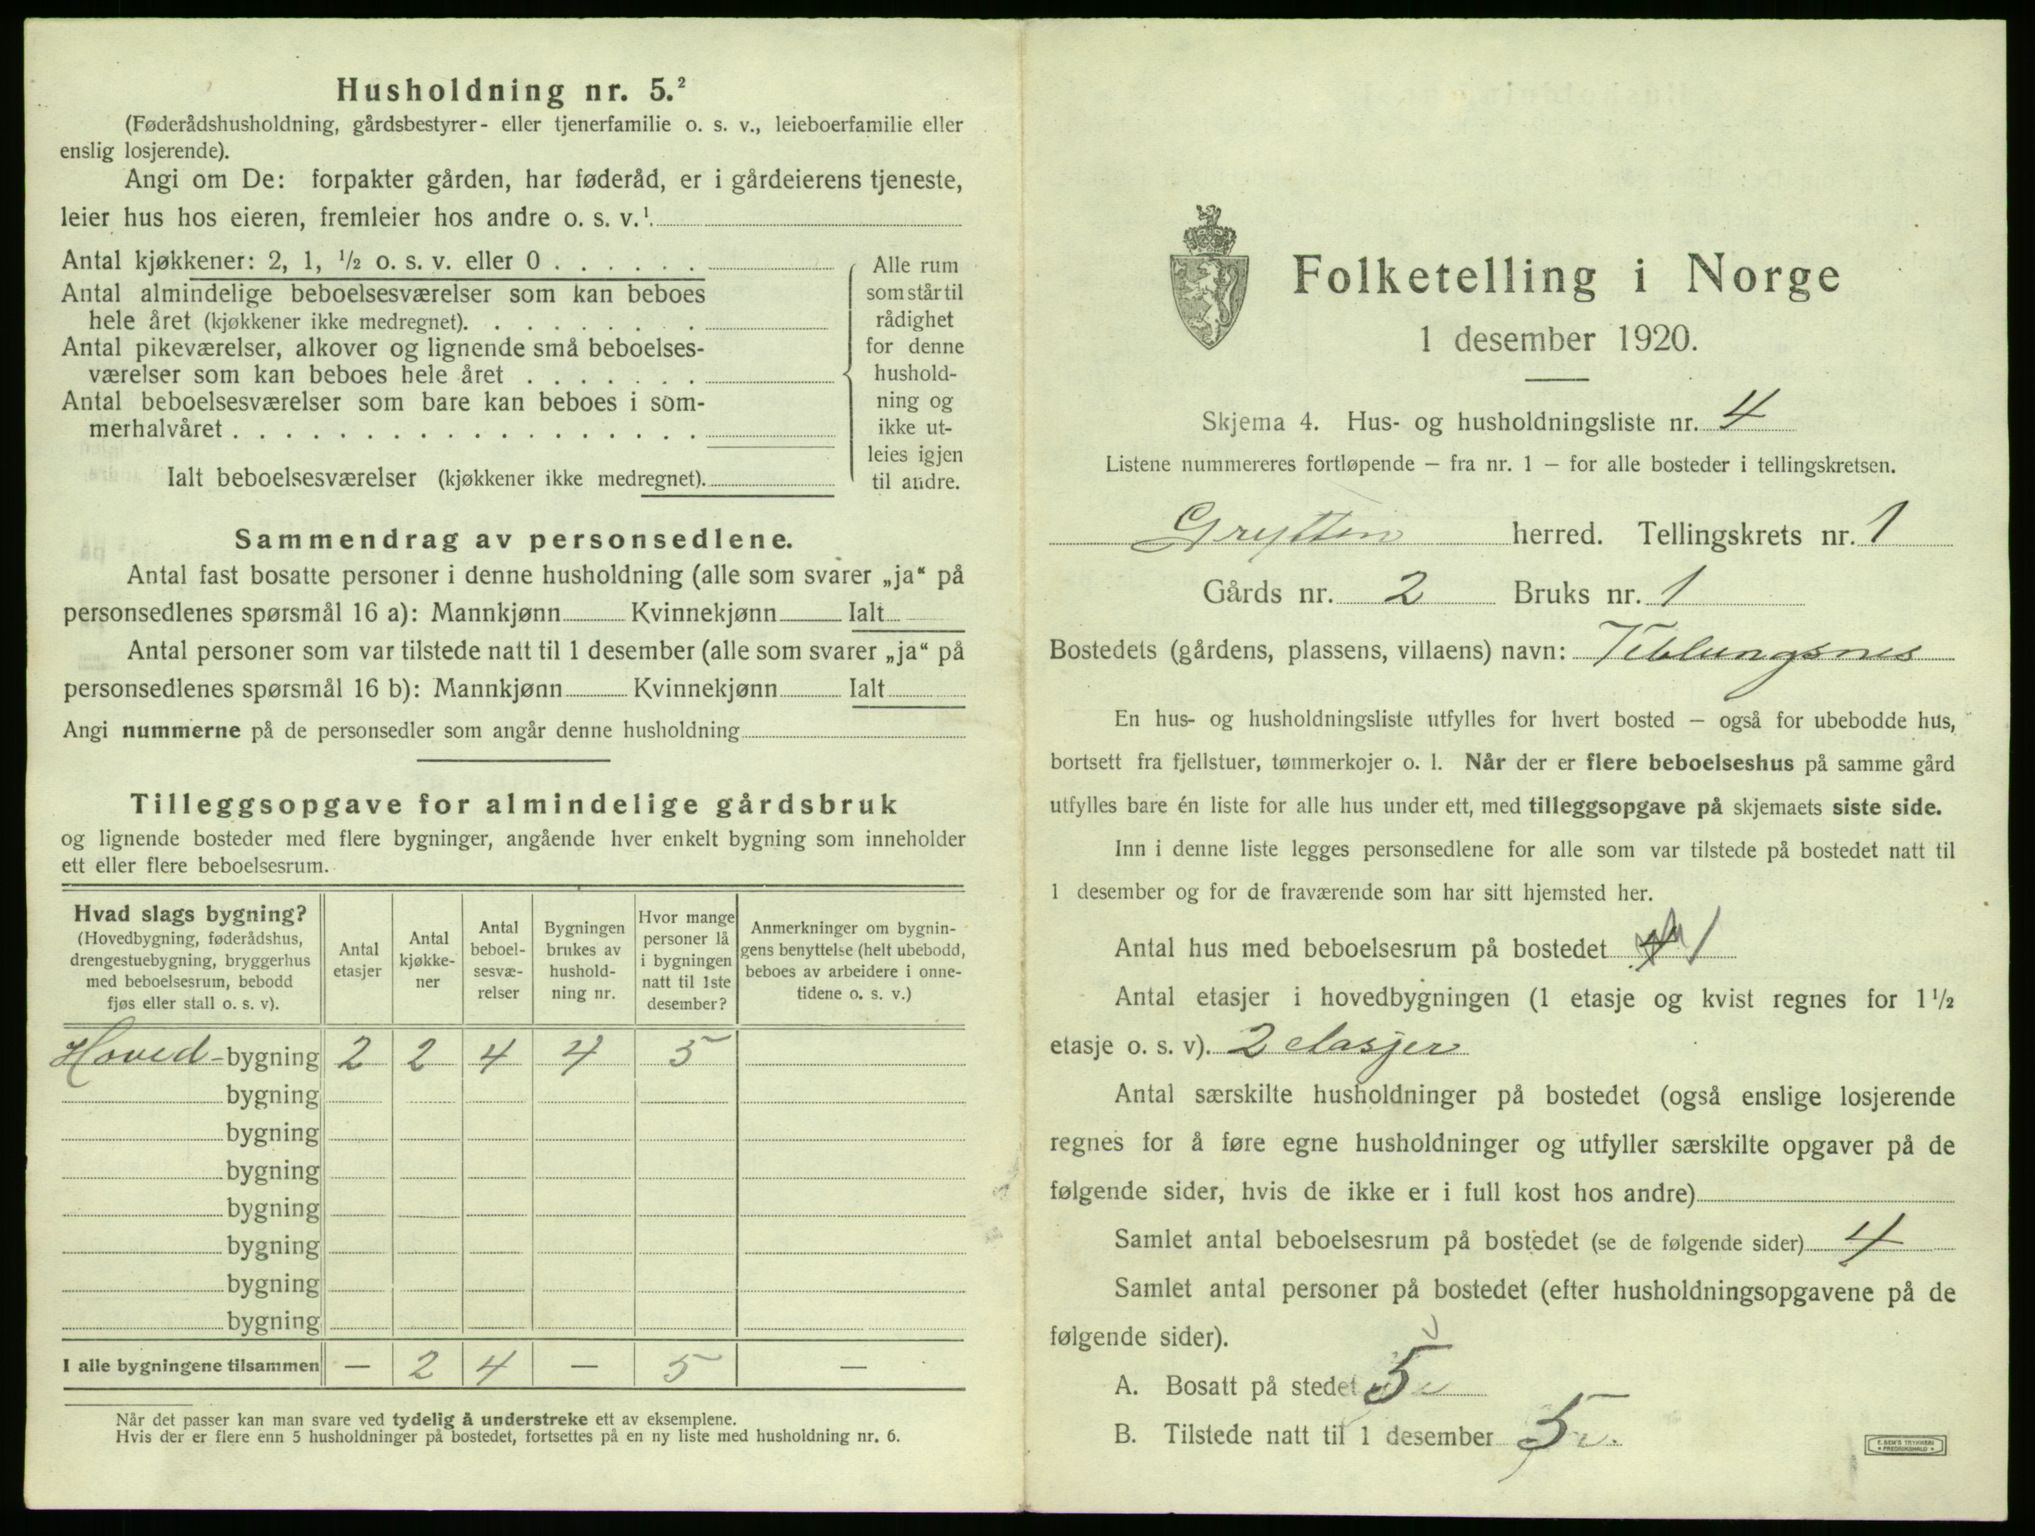 Husholdning nr. 5.²
(Føderådshusholdning, gårdsbestyrer- eller tjenerfamilie o. s. v., leieboerfamilie eller
enslig losjerende).
Angi om De: forpakter gården, har føderåd, er i gårdeierens tjeneste,
leier hus hos eieren, fremleier hos andre o. s. v.¹
Antal kjøkkener: 2, 1, ½ o. s. v. eller 0 . . . . . .
Antal almindelige beboelsesværelser som kan beboes
hele året (kjøkkener ikke medregnet). . . . . . . . .
Antal pikeværelser, alkover og lignende små beboelses-
værelser som kan beboes hele året . . . . . . .
Antal beboelsesværelser som bare kan beboes i som-
merhalvåret . . . . . . . . . . . . . . . . . .
Ialt beboelsesværelser (kjøkkener ikke medregnet).
Alle rum
som står til
rådighet
for denne
hushold-
ning og
ikke ut-
leies igjen
til andre.
Sammendrag av personsedlene.
Antal fast bosatte personer i denne husholdning (alle som svarer „ja“ på
personsedlenes spørsmål 16 a): Mannkjønn Kvinnekjønn Ialt
Antal personer som var tilstede natt til 1 desember (alle som svarer „ja“ på
personsedlenes spørsmål 16 b): Mannkjønn Kvinnekjønn Ialt
Angi nummerne på de personsedler som angår denne husholdning
Tilleggsopgave for almindelige gårdsbruk
og lignende bosteder med flere bygninger, angående hver enkelt bygning som inneholder
ett eller flere beboelsesrum.
Hvad slags bygning?
(Hovedbygning, føderådshus,
drengestuebygning, bryggerhus
med beboelsesrum, bebodd
fjøs eller stall o. s. v).
Antal
etasjer
Antal
kjøkke-
ner
Antal
beboel-
sesvæ-
relser
Bygningen
brukes av
hushold-
ning nr.
Hvor mange
personer lå
i bygningen
natt til 1ste
desember?
Anmerkninger om bygnin-
gens benyttelse (helt ubebodd,
beboes av arbeidere i onne-
tidene o. s. v.)
Hoved-bygning 2 2 4 4 5
bygning
bygning
bygning
bygning
bygning
bygning
bygning
I alle bygningene tilsammen — 2 4 — 5 —
Når det passer kan man svare ved tydelig å understreke ett av eksemplene.
Hvis der er flere enn 5 husholdninger på bostedet, fortsettes på en ny liste med husholdning nr. 6.
Folketelling i Norge
1 desember 1920.
Skjema 4. Hus- og husholdningsliste nr. 4
Listene nummereres fortløpende – fra nr. 1 – for alle bosteder i tellingskretsen.
Grytten herred. Tellingskrets nr. 1
Gårds nr. 2 Bruks nr. 1
Bostedets (gårdens, plassens, villaens) navn: Veblungsnes
En hus- og husholdningsliste utfylles for hvert bosted – også for ubebodde hus,
bortsett fra fjellstuer, tømmerkojer o. l. Når der er flere beboelseshus på samme gård
utfylles bare én liste for alle hus under ett, med tilleggsopgave på skjemaets siste side.
Inn i denne liste legges personsedlene for alle som var tilstede på bostedet natt til
1 desember og for de fraværende som har sitt hjemsted her.
Antal hus med beboelsesrum på bostedet 1
Antal etasjer i hovedbygningen (1 etasje og kvist regnes for 1½
etasje o. s. v). 2 etasjer
Antal særskilte husholdninger på bostedet (også enslige losjerende
regnes for å føre egne husholdninger og utfyller særskilte opgaver på de
følgende sider, hvis de ikke er i full kost hos andre)
Samlet antal beboelsesrum på bostedet (se de følgende sider) 4
Samlet antal personer på bostedet (efter husholdningsopgavene på de
følgende sider).
A. Bosatt på stedet 5
B. Tilstede natt til 1 desember 5
E. SEM'S TRYKKERI
FREDRIKSHALD